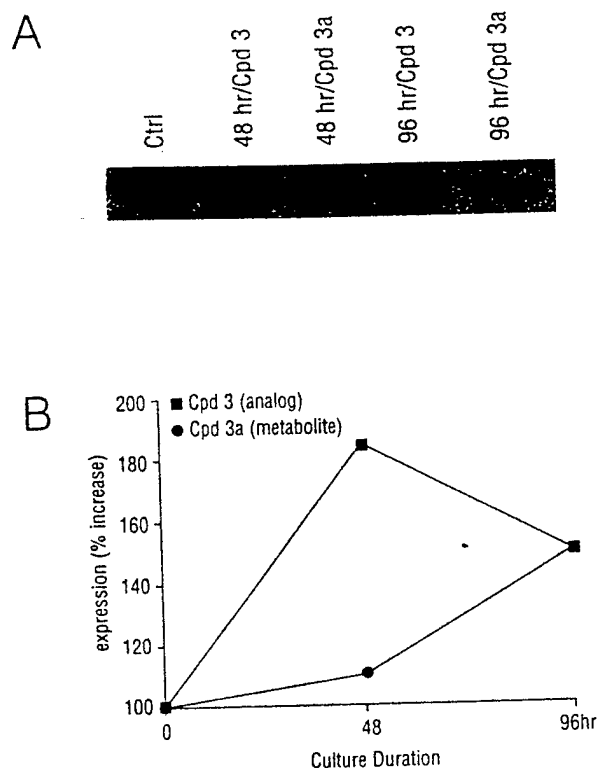 A
Ctrl
48 hr/Cpd 3
48 hr/Cpd 3a
96 hr/Cpd 3
96 hr/Cpd 3a
B
Cpd 3 (analog)
Cpd 3a (metabolite)
expression (% increase)
200
180
160
140
120
100
0
48
96hr
Culture Duration